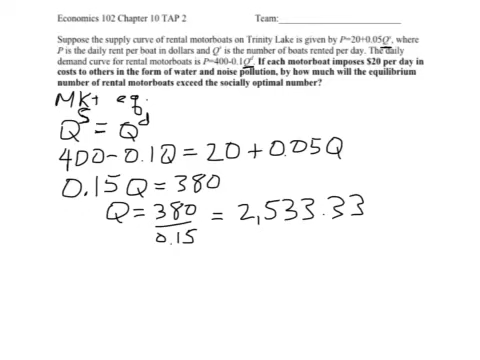 Economics 102 Chapter 10 TAP 2 Team:
Suppose the supply curve of rental motorboats on Trinity Lake is given by P=20+0.05Qˢ, where
P is the daily rent per boat in dollars and Qˢ is the number of boats rented per day. The daily
demand curve for rental motorboats is P=400-0.1Qᵈ. If each motorboat imposes $20 per day in
costs to others in the form of water and noise pollution, by how much will the equilibrium
number of rental motorboats exceed the socially optimal number?
MKt eq.
Qˢ = Qᵈ
400-0.1Q = 20 + 0.05Q
0.15Q = 380
Q = 380 = 2,533.33
0.15